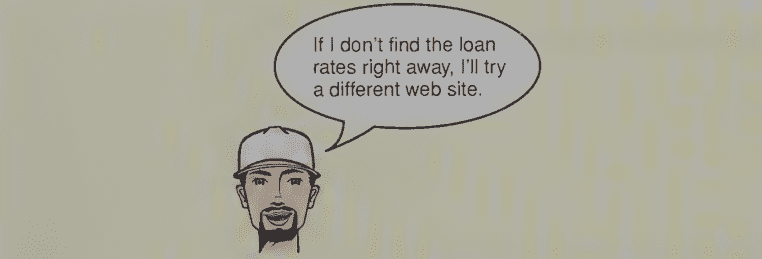 If I don't find the loan
rates right away, I'll try
a different web site.